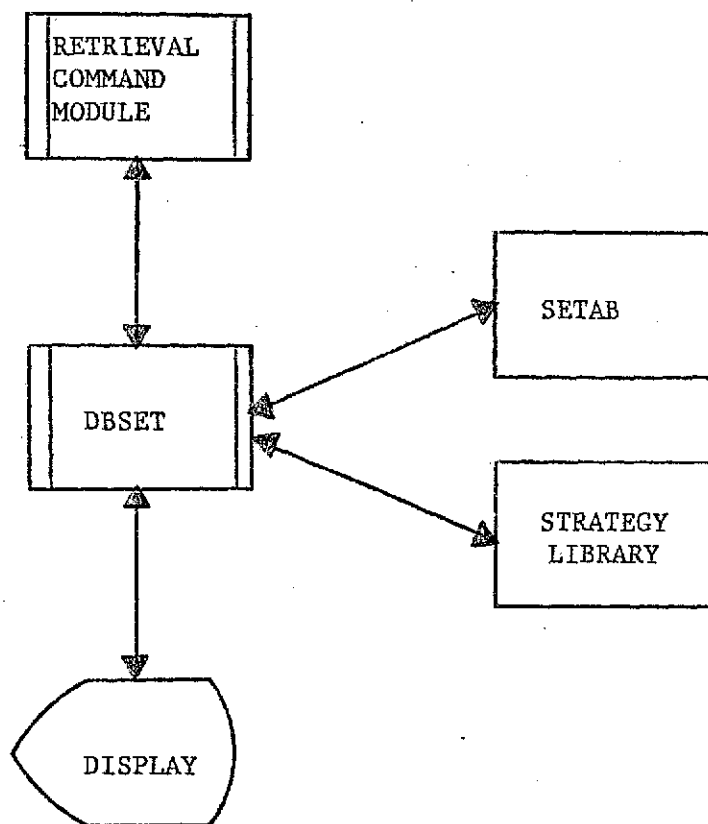 RETRIEVAL
COMMAND
MODULE
SETAB
DBSET
STRATEGY
LIBRARY
DISPLAY